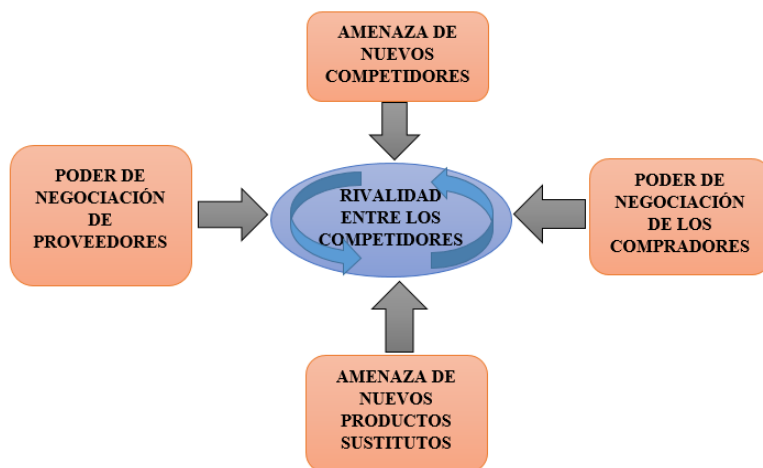 AMENAZA DE
NUEVOS
COMPETIDORES
PODER DE
NEGOCIACIÓN
DE
PROVEEDORES
RIVALIDAD
ENTRE LOS
COMPETIDORES
PODER DE
NEGOCIACIÓN
DE LOS
COMPRADORES
AMENAZA DE
NUEVOS
PRODUCTOS
SUSTITUTOS